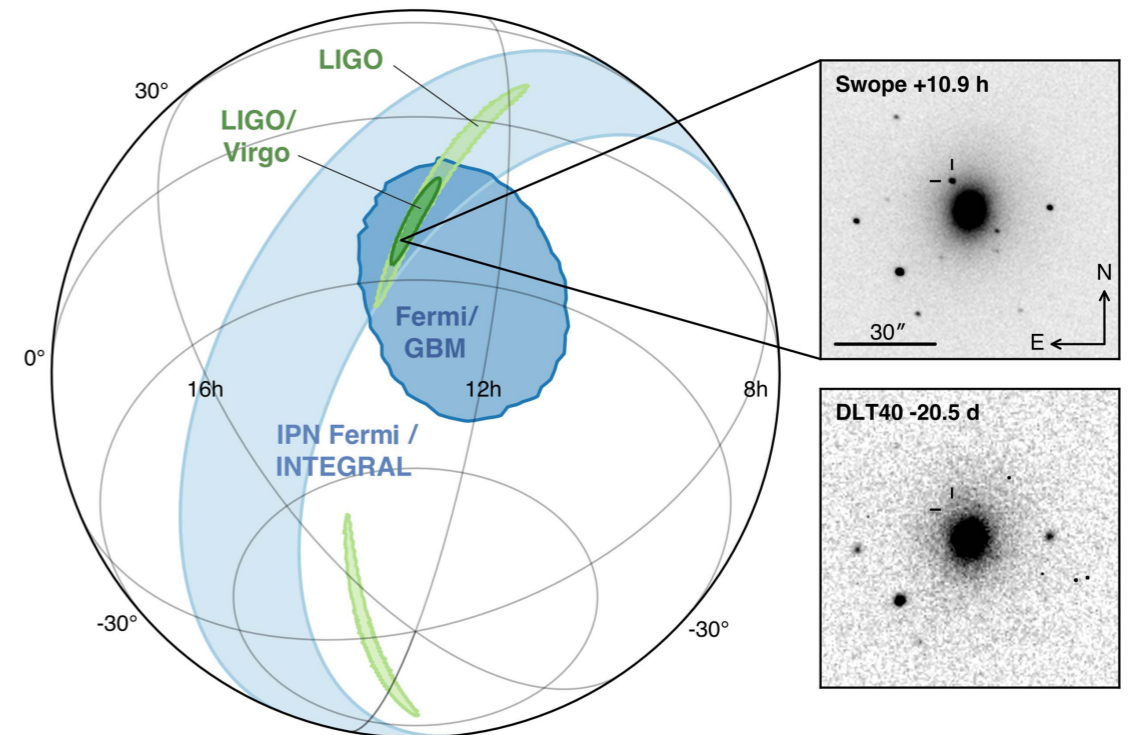 LIGO
30°
LIGO/
Virgo
Fermi/
GBM
0°
16h
12h
8h
IPN Fermi /
INTEGRAL
-30°
-30°
Swope +10.9 h
N
E
30″
DLT40 -20.5 d